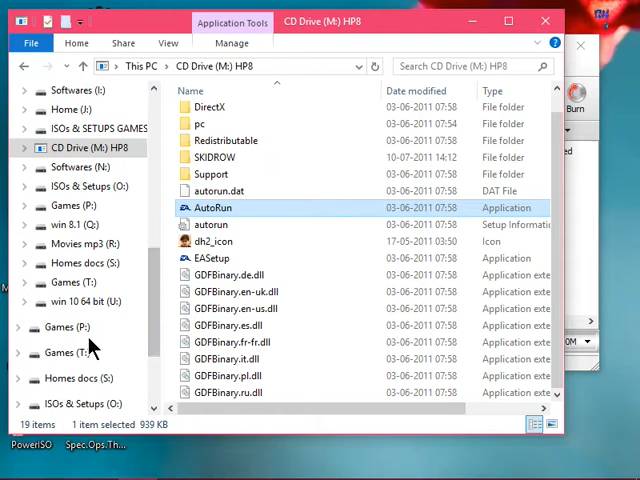 Application Tools
CD Drive (M:) HP8
File
Home
Share
View
Manage
This PC
CD Drive (M:) HP8
Search CD Drive (M:) HP8
Softwares (I:)
Home (J:)
ISOs & SETUPS GAMES
CD Drive (M:) HP8
Softwares (N:)
ISOs & Setups (O:)
Games (P:)
win 8.1 (Q:)
Movies mp3 (R:)
Homes docs (S:)
Games (T:)
win 10 64 bit (U:)
Games (P:)
Games (T:)
Homes docs (S:)
ISOs & Setups (O:)
Name Date modified Type
DirectX 03-06-2011 07:58 File folder
pc 03-06-2011 07:54 File folder
Redistributable 03-06-2011 07:58 File folder
SKIDROW 10-07-2011 14:12 File folder
Support 03-06-2011 07:58 File folder
autorun.dat 03-06-2011 07:58 DAT File
AutoRun 03-06-2011 07:58 Application
autorun 03-06-2011 07:58 Setup Informatio
dh2_icon 17-05-2011 03:50 Icon
EASetup 03-06-2011 07:58 Application
GDFBinary.de.dll 03-06-2011 07:58 Application exte
GDFBinary.en-uk.dll 03-06-2011 07:58 Application exte
GDFBinary.en-us.dll 03-06-2011 07:58 Application exte
GDFBinary.es.dll 03-06-2011 07:58 Application exte
GDFBinary.fr-fr.dll 03-06-2011 07:58 Application exte
GDFBinary.it.dll 03-06-2011 07:58 Application exte
GDFBinary.pl.dll 03-06-2011 07:58 Application exte
GDFBinary.ru.dll 03-06-2011 07:58 Application exte
19 items 1 item selected 939 KB
Burn
PowerISO
Spec.Ops.Th...